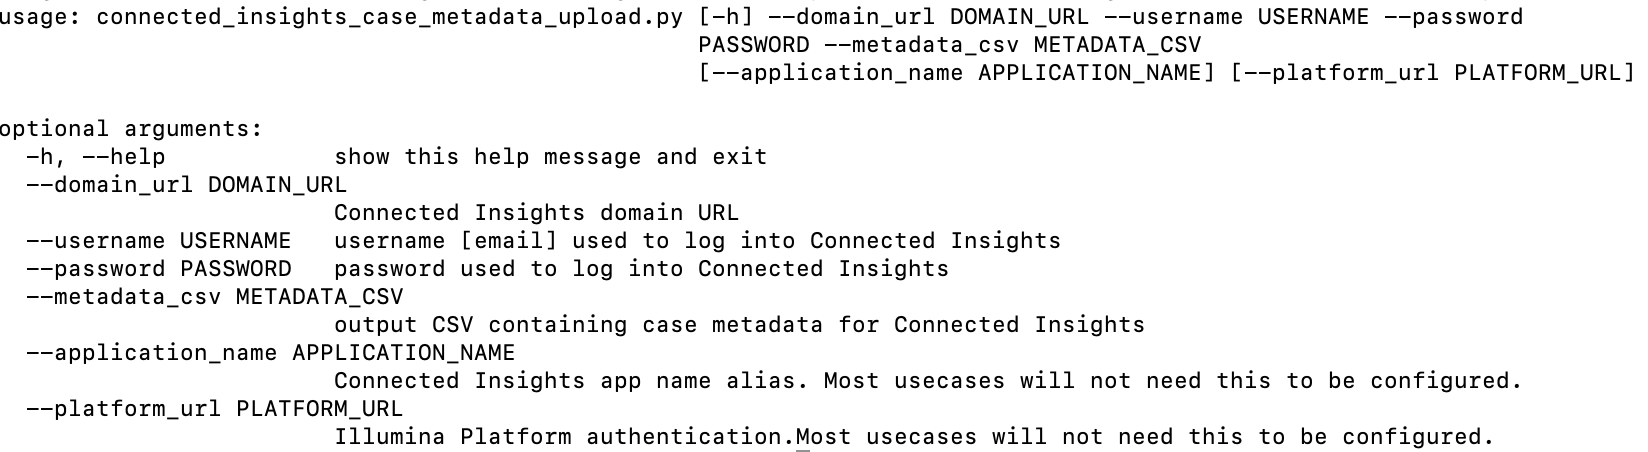 usage: connected_insights_case_metadata_upload.py [-h] --domain_url DOMAIN_URL --username USERNAME --password
PASSWORD --metadata_csv METADATA_CSV
[--application_name APPLICATION_NAME] [--platform_url PLATFORM_URL]
optional arguments:
-h, --help show this help message and exit
--domain_url DOMAIN_URL
Connected Insights domain URL
--username USERNAME username [email] used to log into Connected Insights
--password PASSWORD password used to log into Connected Insights
--metadata_csv METADATA_CSV
output CSV containing case metadata for Connected Insights
--application_name APPLICATION_NAME
Connected Insights app name alias. Most usecases will not need this to be configured.
--platform_url PLATFORM_URL
Illumina Platform authentication.Most usecases will not need this to be configured.